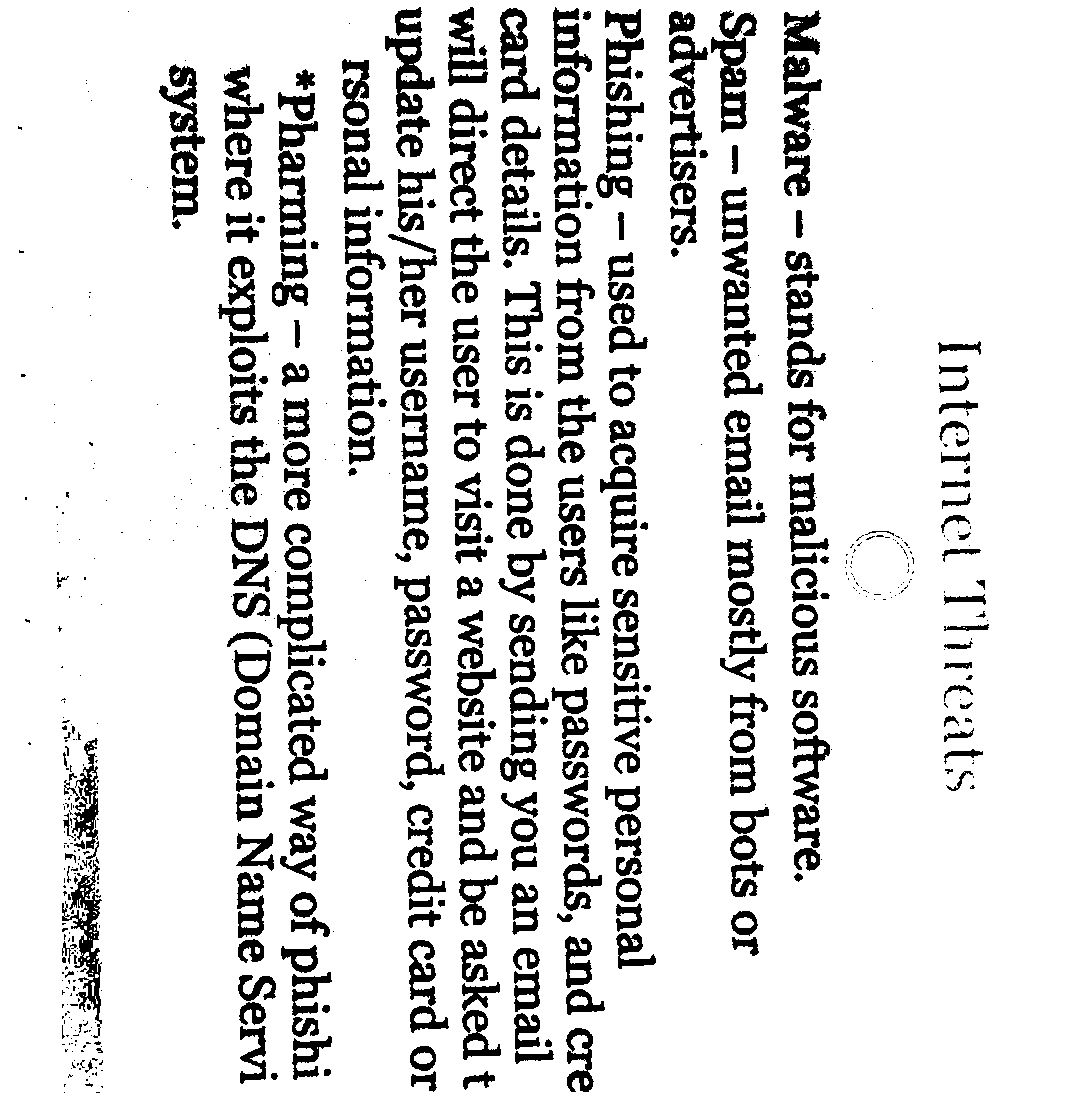 Internet Threats
Malware – stands for malicious software.
Spam – unwanted email mostly from bots or
advertisers.
Phishing – used to acquire sensitive personal
information from the users like passwords, and cre
card details. This is done by sending you an email
will direct the user to visit a website and be asked t
update his/her username, password, credit card or
rsonal information.
*Pharming – a more complicated way of phishi
where it exploits the DNS (Domain Name Servi
system.